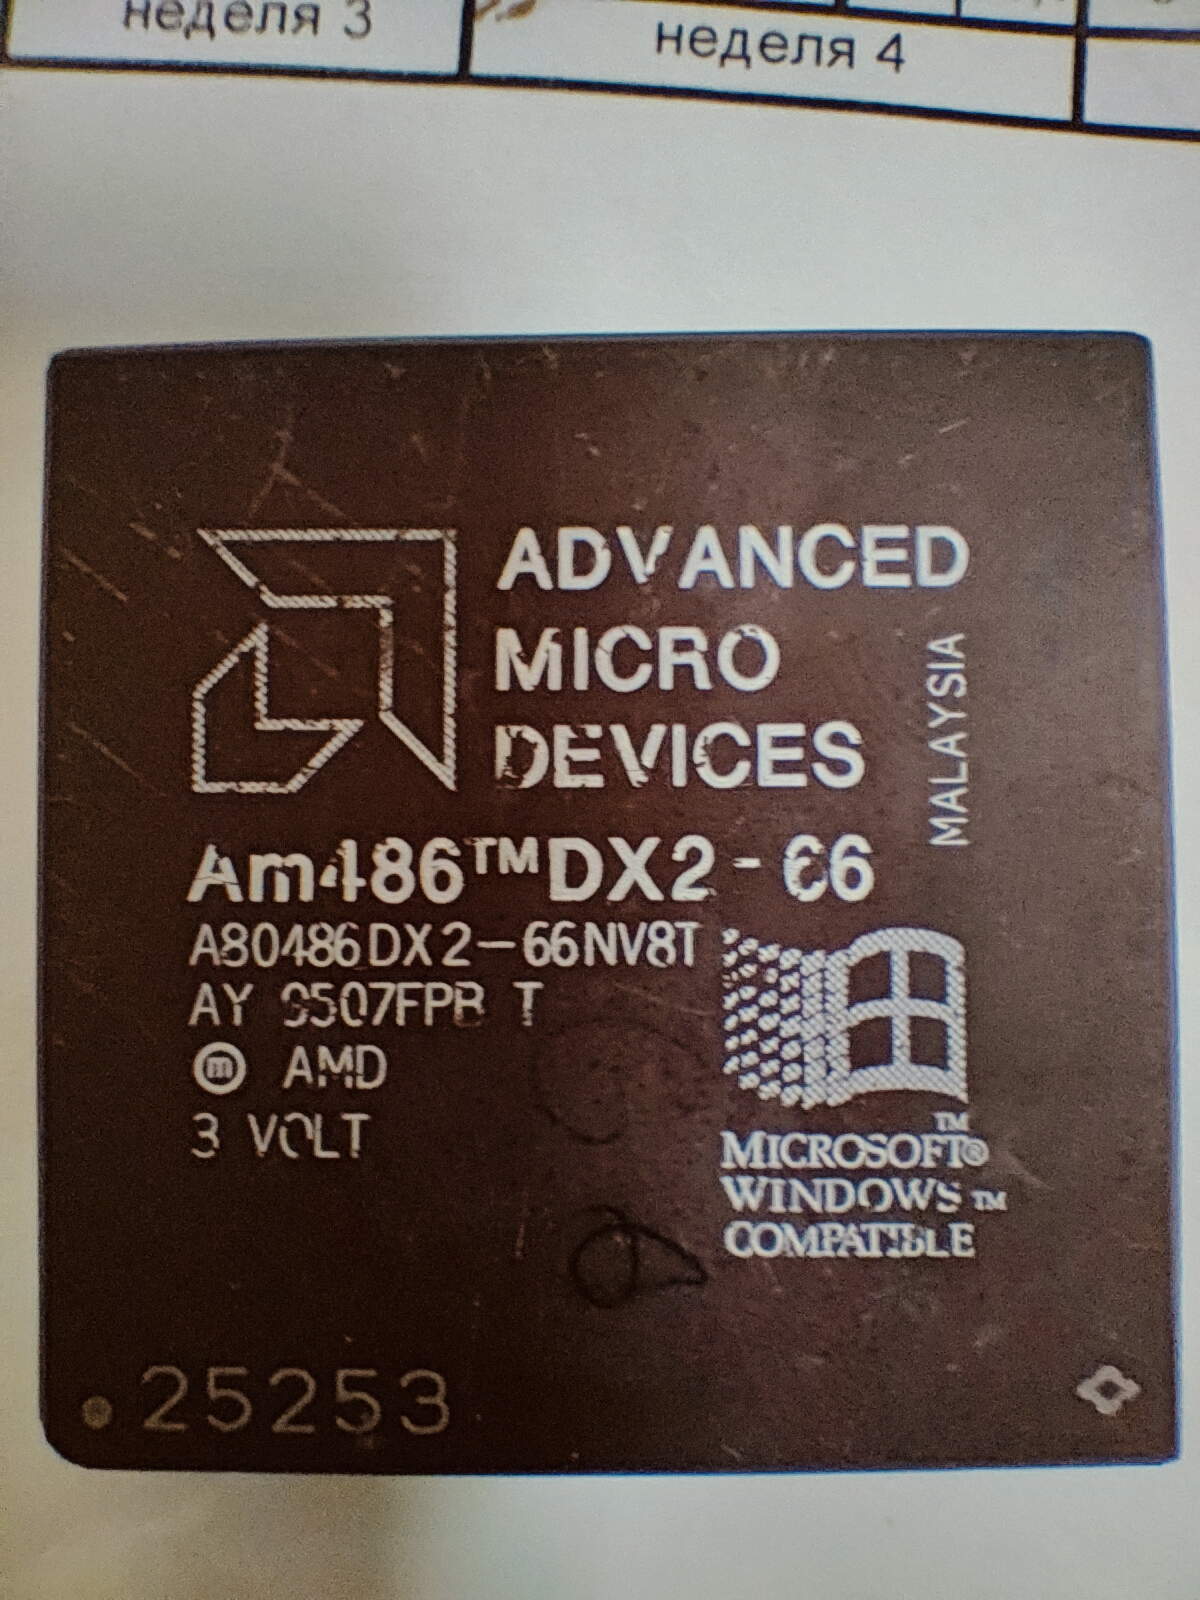 неделя 3
неделя 4
ADVANCED
MICRO
DEVICES
MALAYSIA
Am486™DX2-66
A80486DX2-66NV8T
AY 9507FPB T
ⓜ AMD
3 VOLT
TM
MICROSOFT®
WINDOWS™
COMPATIBLE
25253